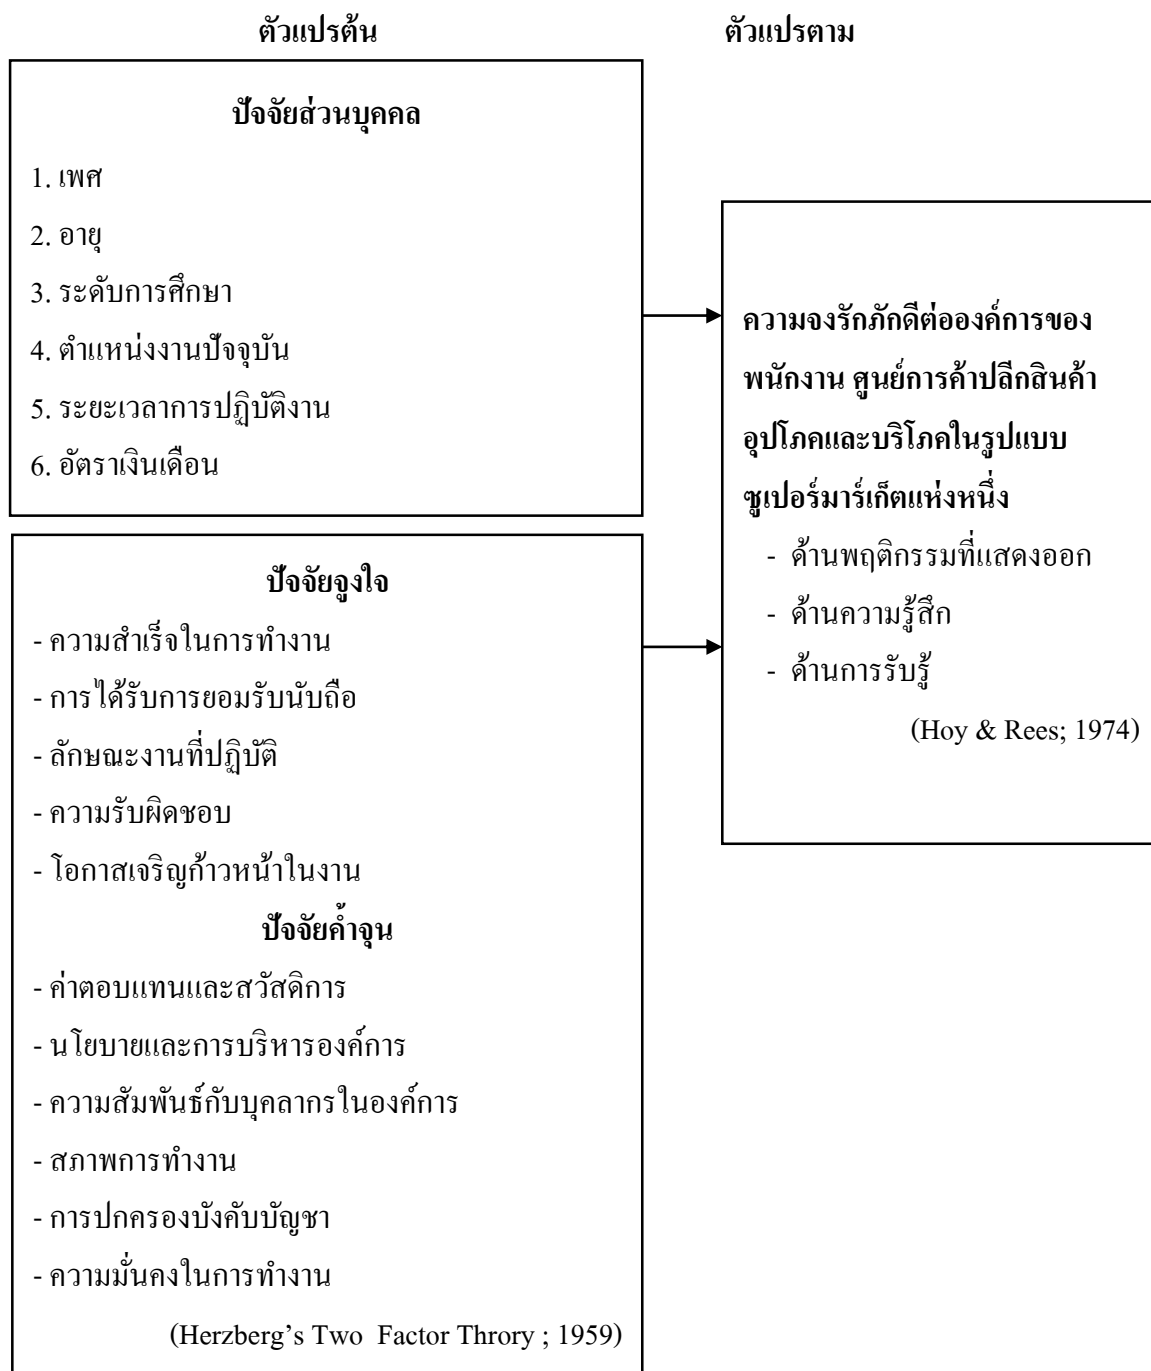 ตัวแปรต้น
ตัวแปรตาม
ปัจจัยส่วนบุคคล
1. เพศ
2. อายุ
3. ระดับการศึกษา
4. ตำแหน่งงานปัจจุบัน
5. ระยะเวลาการปฏิบัติงาน
6. อัตราเงินเดือน
ปัจจัยจูงใจ
- ความสำเร็จในการทำงาน
- การได้รับการยอมรับนับถือ
- ลักษณะงานที่ปฏิบัติ
- ความรับผิดชอบ
- โอกาสเจริญก้าวหน้าในงาน
ปัจจัยค้ำจุน
- ค่าตอบแทนและสวัสดิการ
- นโยบายและการบริหารองค์การ
- ความสัมพันธ์กับบุคลากรในองค์การ
- สภาพการทำงาน
- การปกครองบังคับบัญชา
- ความมั่นคงในการทำงาน
(Herzberg’s Two Factor Throry ; 1959)
ความจงรักภักดีต่อองค์การของ
พนักงาน ศูนย์การค้าปลีกสินค้า
อุปโภคและบริโภคในรูปแบบ
ซูเปอร์มาร์เก็ตแห่งหนึ่ง
- ด้านพฤติกรรมที่แสดงออก
- ด้านความรู้สึก
- ด้านการรับรู้
(Hoy & Rees; 1974)